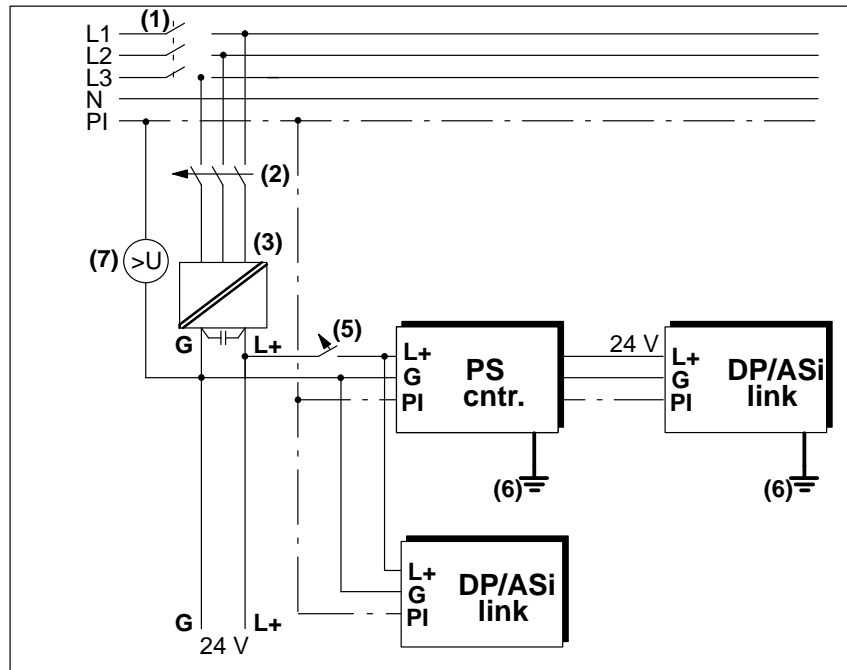 (1)
L1
L2
L3
N
PI
(2)
(3)
(7) >U
G L+
(5)
24 V
L+
G
PI
PS
cntr.
L+
G
PI
DP/ASi
link
(6)
(6)
L+
G
PI
DP/ASi
link
G L+
24 V